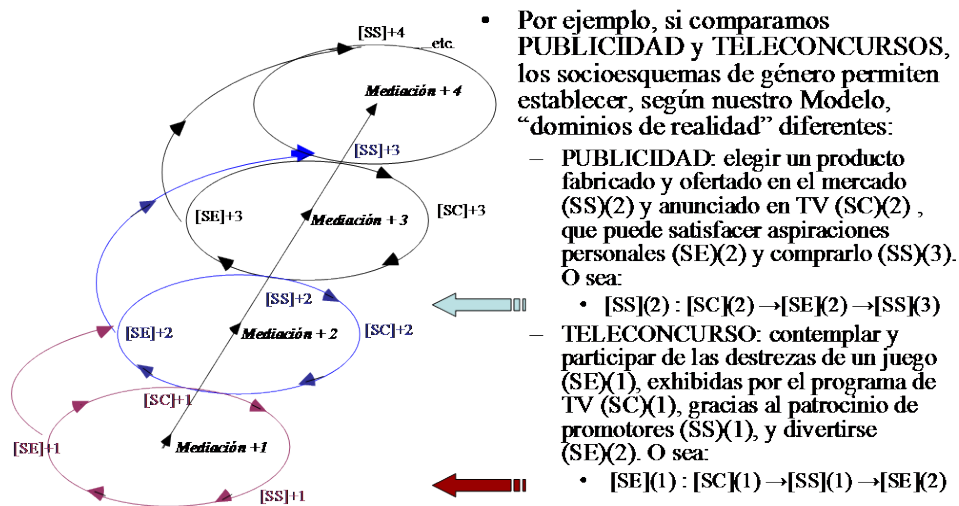 [SS]+4
etc.
Mediación + 4
[SS]+3
[SE]+3
Mediación + 3
[SC]+3
[SS]+2
[SE]+2
Mediación + 2
[SC]+2
[SC]+1
[SE]+1
Mediación +1
[SS]+1
• Por ejemplo, si comparamos
PUBLICIDAD y TELECONCURSOS,
los socioesquemas de género permiten
establecer, según nuestro Modelo,
“dominios de realidad” diferentes:
– PUBLICIDAD: elegir un producto
fabricado y ofertado en el mercado
(SS)(2) y anunciado en TV (SC)(2) ,
que puede satisfacer aspiraciones
personales (SE)(2) y comprarlo (SS)(3).
O sea:
• [SS](2) : [SC](2) →[SE](2) →[SS](3)
– TELECONCURSO: contemplar y
participar de las destrezas de un juego
(SE)(1), exhibidas por el programa de
TV (SC)(1), gracias al patrocinio de
promotores (SS)(1), y divertirse
(SE)(2). O sea:
• [SE](1) : [SC](1) →[SS](1) →[SE](2)